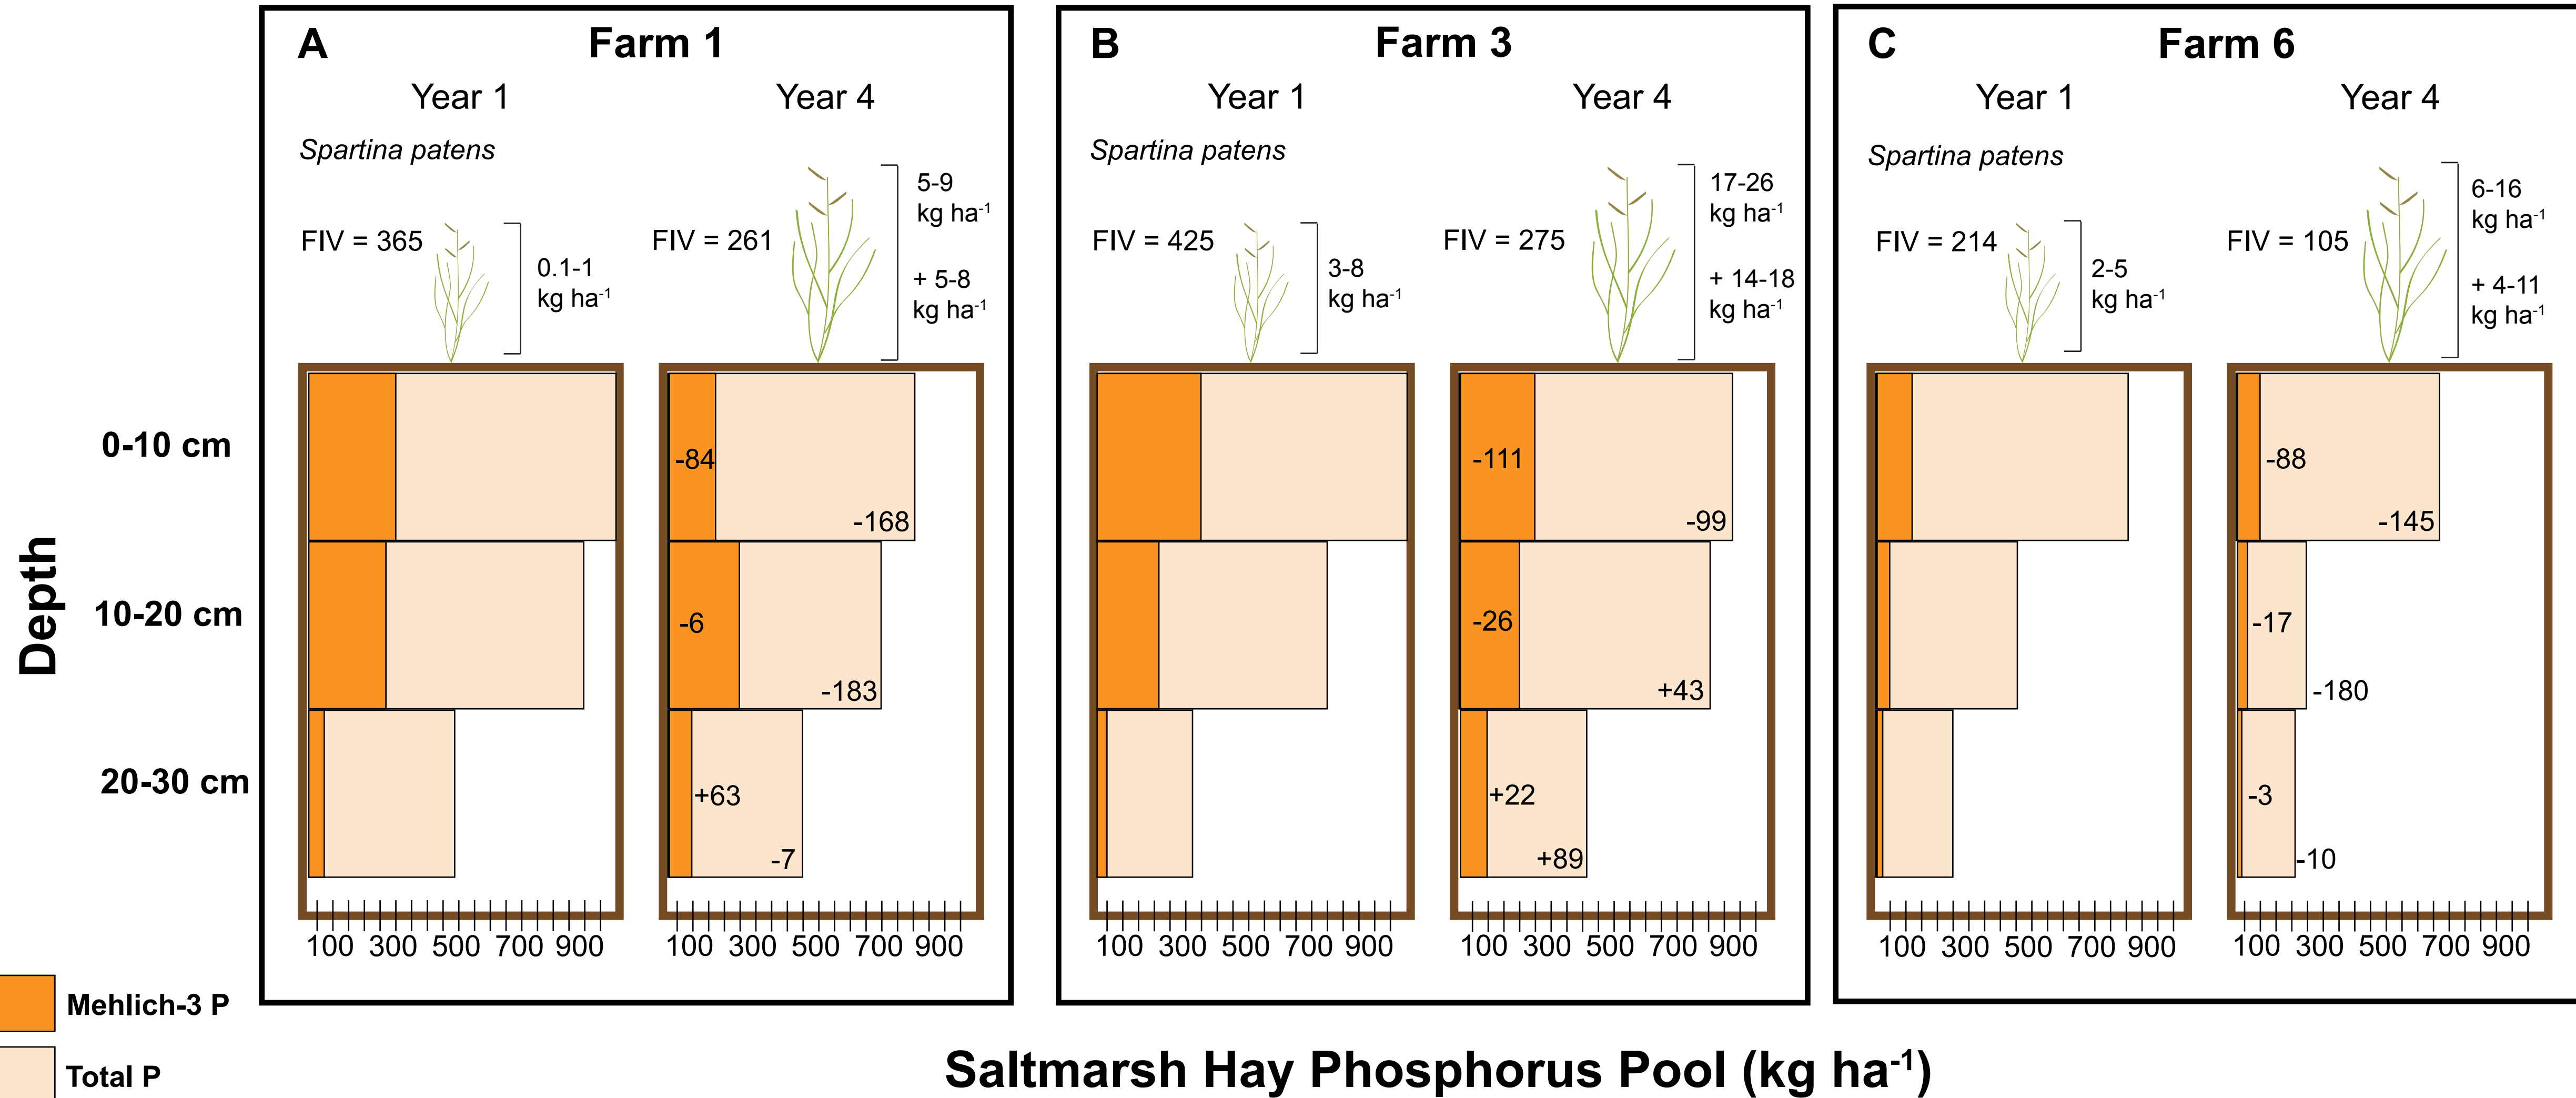 A
Farm 1
Year 1
Year 4
Spartina patens
FIV = 365
0.1-1
kg ha⁻¹
FIV = 261
5-9
kg ha⁻¹
+ 5-8
kg ha⁻¹
-84
-168
-6
-183
+63
-7
100 300 500 700 900
100 300 500 700 900
B
Farm 3
Year 1
Year 4
Spartina patens
FIV = 425
3-8
kg ha⁻¹
FIV = 275
17-26
kg ha⁻¹
+ 14-18
kg ha⁻¹
-111
-99
-26
+43
+22
+89
100 300 500 700 900
100 300 500 700 900
C
Farm 6
Year 1
Year 4
Spartina patens
FIV = 214
2-5
kg ha⁻¹
FIV = 105
6-16
kg ha⁻¹
+ 4-11
kg ha⁻¹
-88
-145
-17
-180
-3
-10
100 300 500 700 900
100 300 500 700 900
Depth
0-10 cm
10-20 cm
20-30 cm
Mehlich-3 P
Total P
Saltmarsh Hay Phosphorus Pool (kg ha⁻¹)